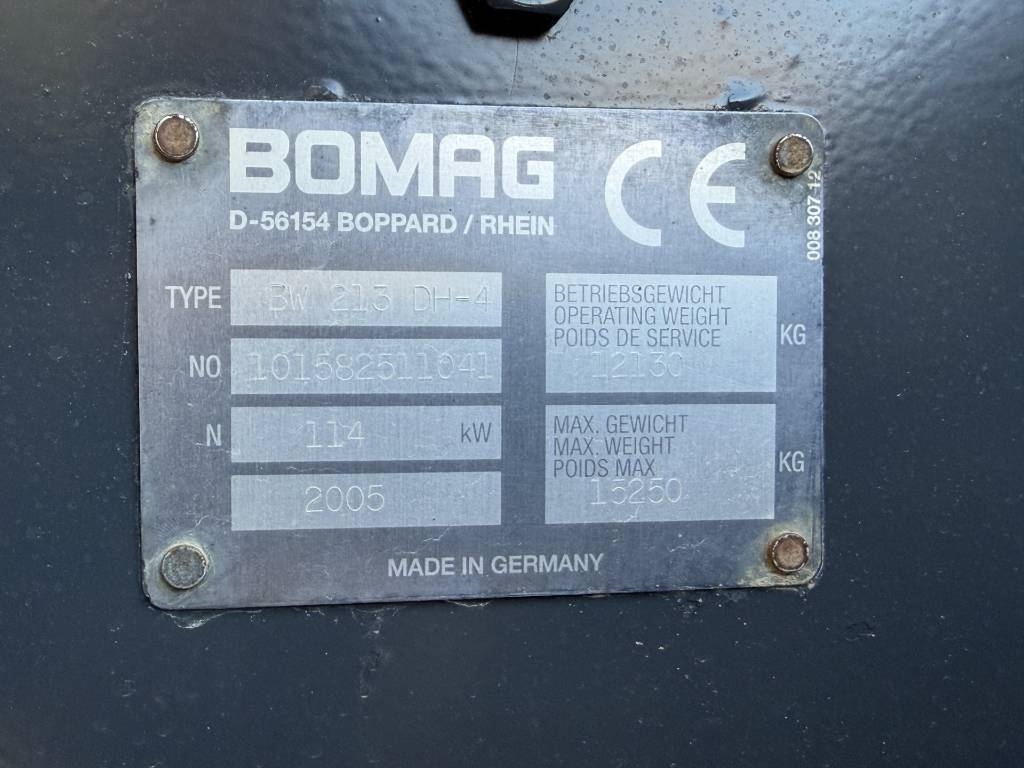 BOMAG CE
D-56154 BOPPARD / RHEIN
008 307 12
TYPE BW 213 DH-4
NO 101582511041
N 114 kW
2005
BETRIEBSGEWICHT
OPERATING WEIGHT
POIDS DE SERVICE
12130 KG
MAX. GEWICHT
MAX. WEIGHT
POIDS MAX.
15250 KG
MADE IN GERMANY